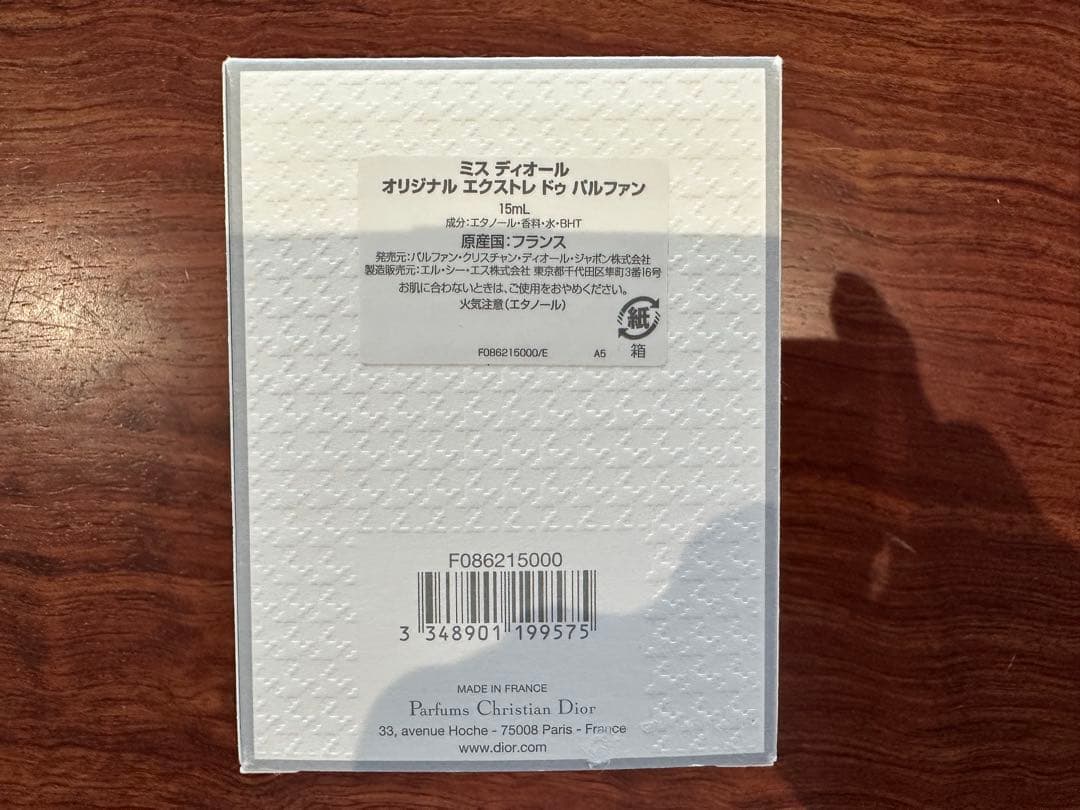 ミス ディオール
オリジナル エクストレ ドゥ パルファン
15mL
成分:エタノール・香料・水・BHT
原産国:フランス
発売元:パルファン・クリスチャン・ディオール・ジャポン株式会社
製造販売元:エル・シー・エス株式会社 東京都千代田区隼町3番16号
お肌に合わないときは、ご使用をおやめください。
火気注意(エタノール)
紙
箱
F086215000/E A5
F086215000
3 348901 199575
MADE IN FRANCE
Parfums Christian Dior
33, avenue Hoche - 75008 Paris - France
www.dior.com